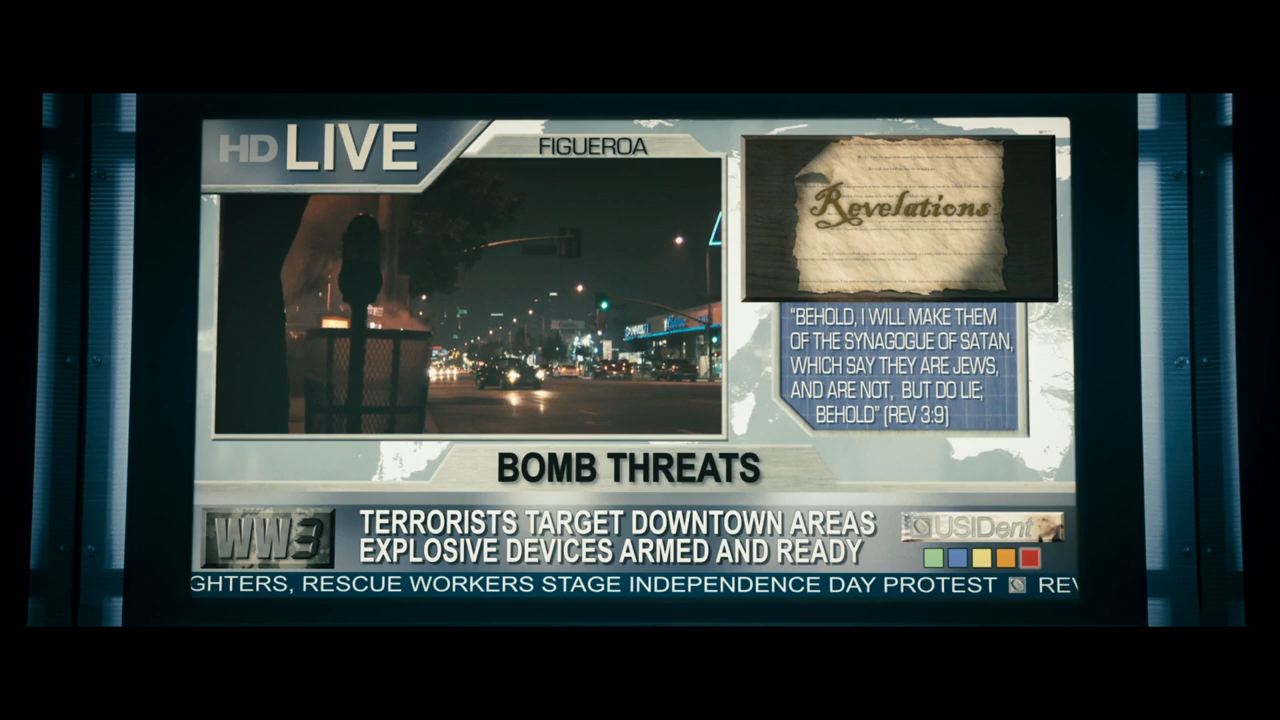 HD LIVE
FIGUEROA
Revelations
“BEHOLD, I WILL MAKE THEM
OF THE SYNAGOGUE OF SATAN,
WHICH SAY THEY ARE JEWS,
AND ARE NOT, BUT DO LIE;
BEHOLD” (REV 3:9)
BOMB THREATS
WW3
TERRORISTS TARGET DOWNTOWN AREAS
EXPLOSIVE DEVICES ARMED AND READY
USIDent
GHTERS, RESCUE WORKERS STAGE INDEPENDENCE DAY PROTEST REV